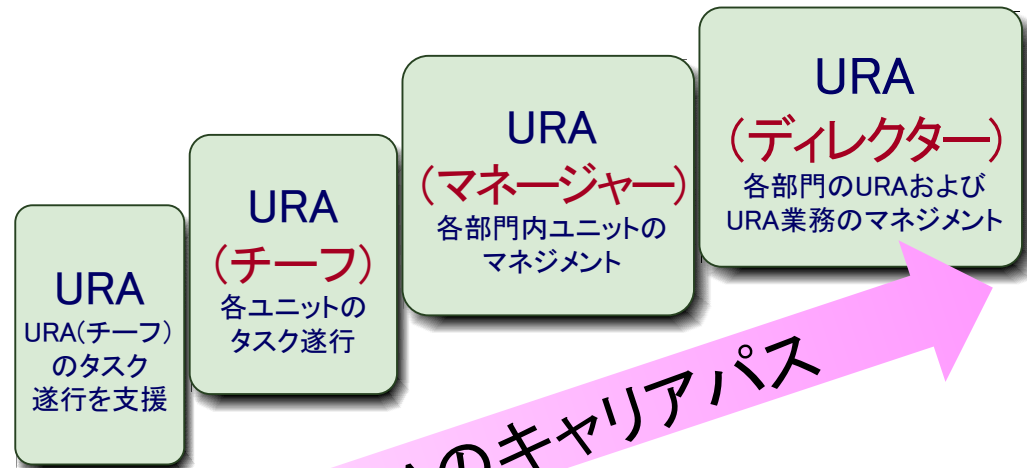 URA
URA(チーフ)
のタスク
遂行を支援
URA
(チーフ)
各ユニットの
タスク遂行
URA
(マネージャー)
各部門内ユニットの
マネジメント
URA
(ディレクター)
各部門のURAおよび
URA業務のマネジメント
のキャリアパス